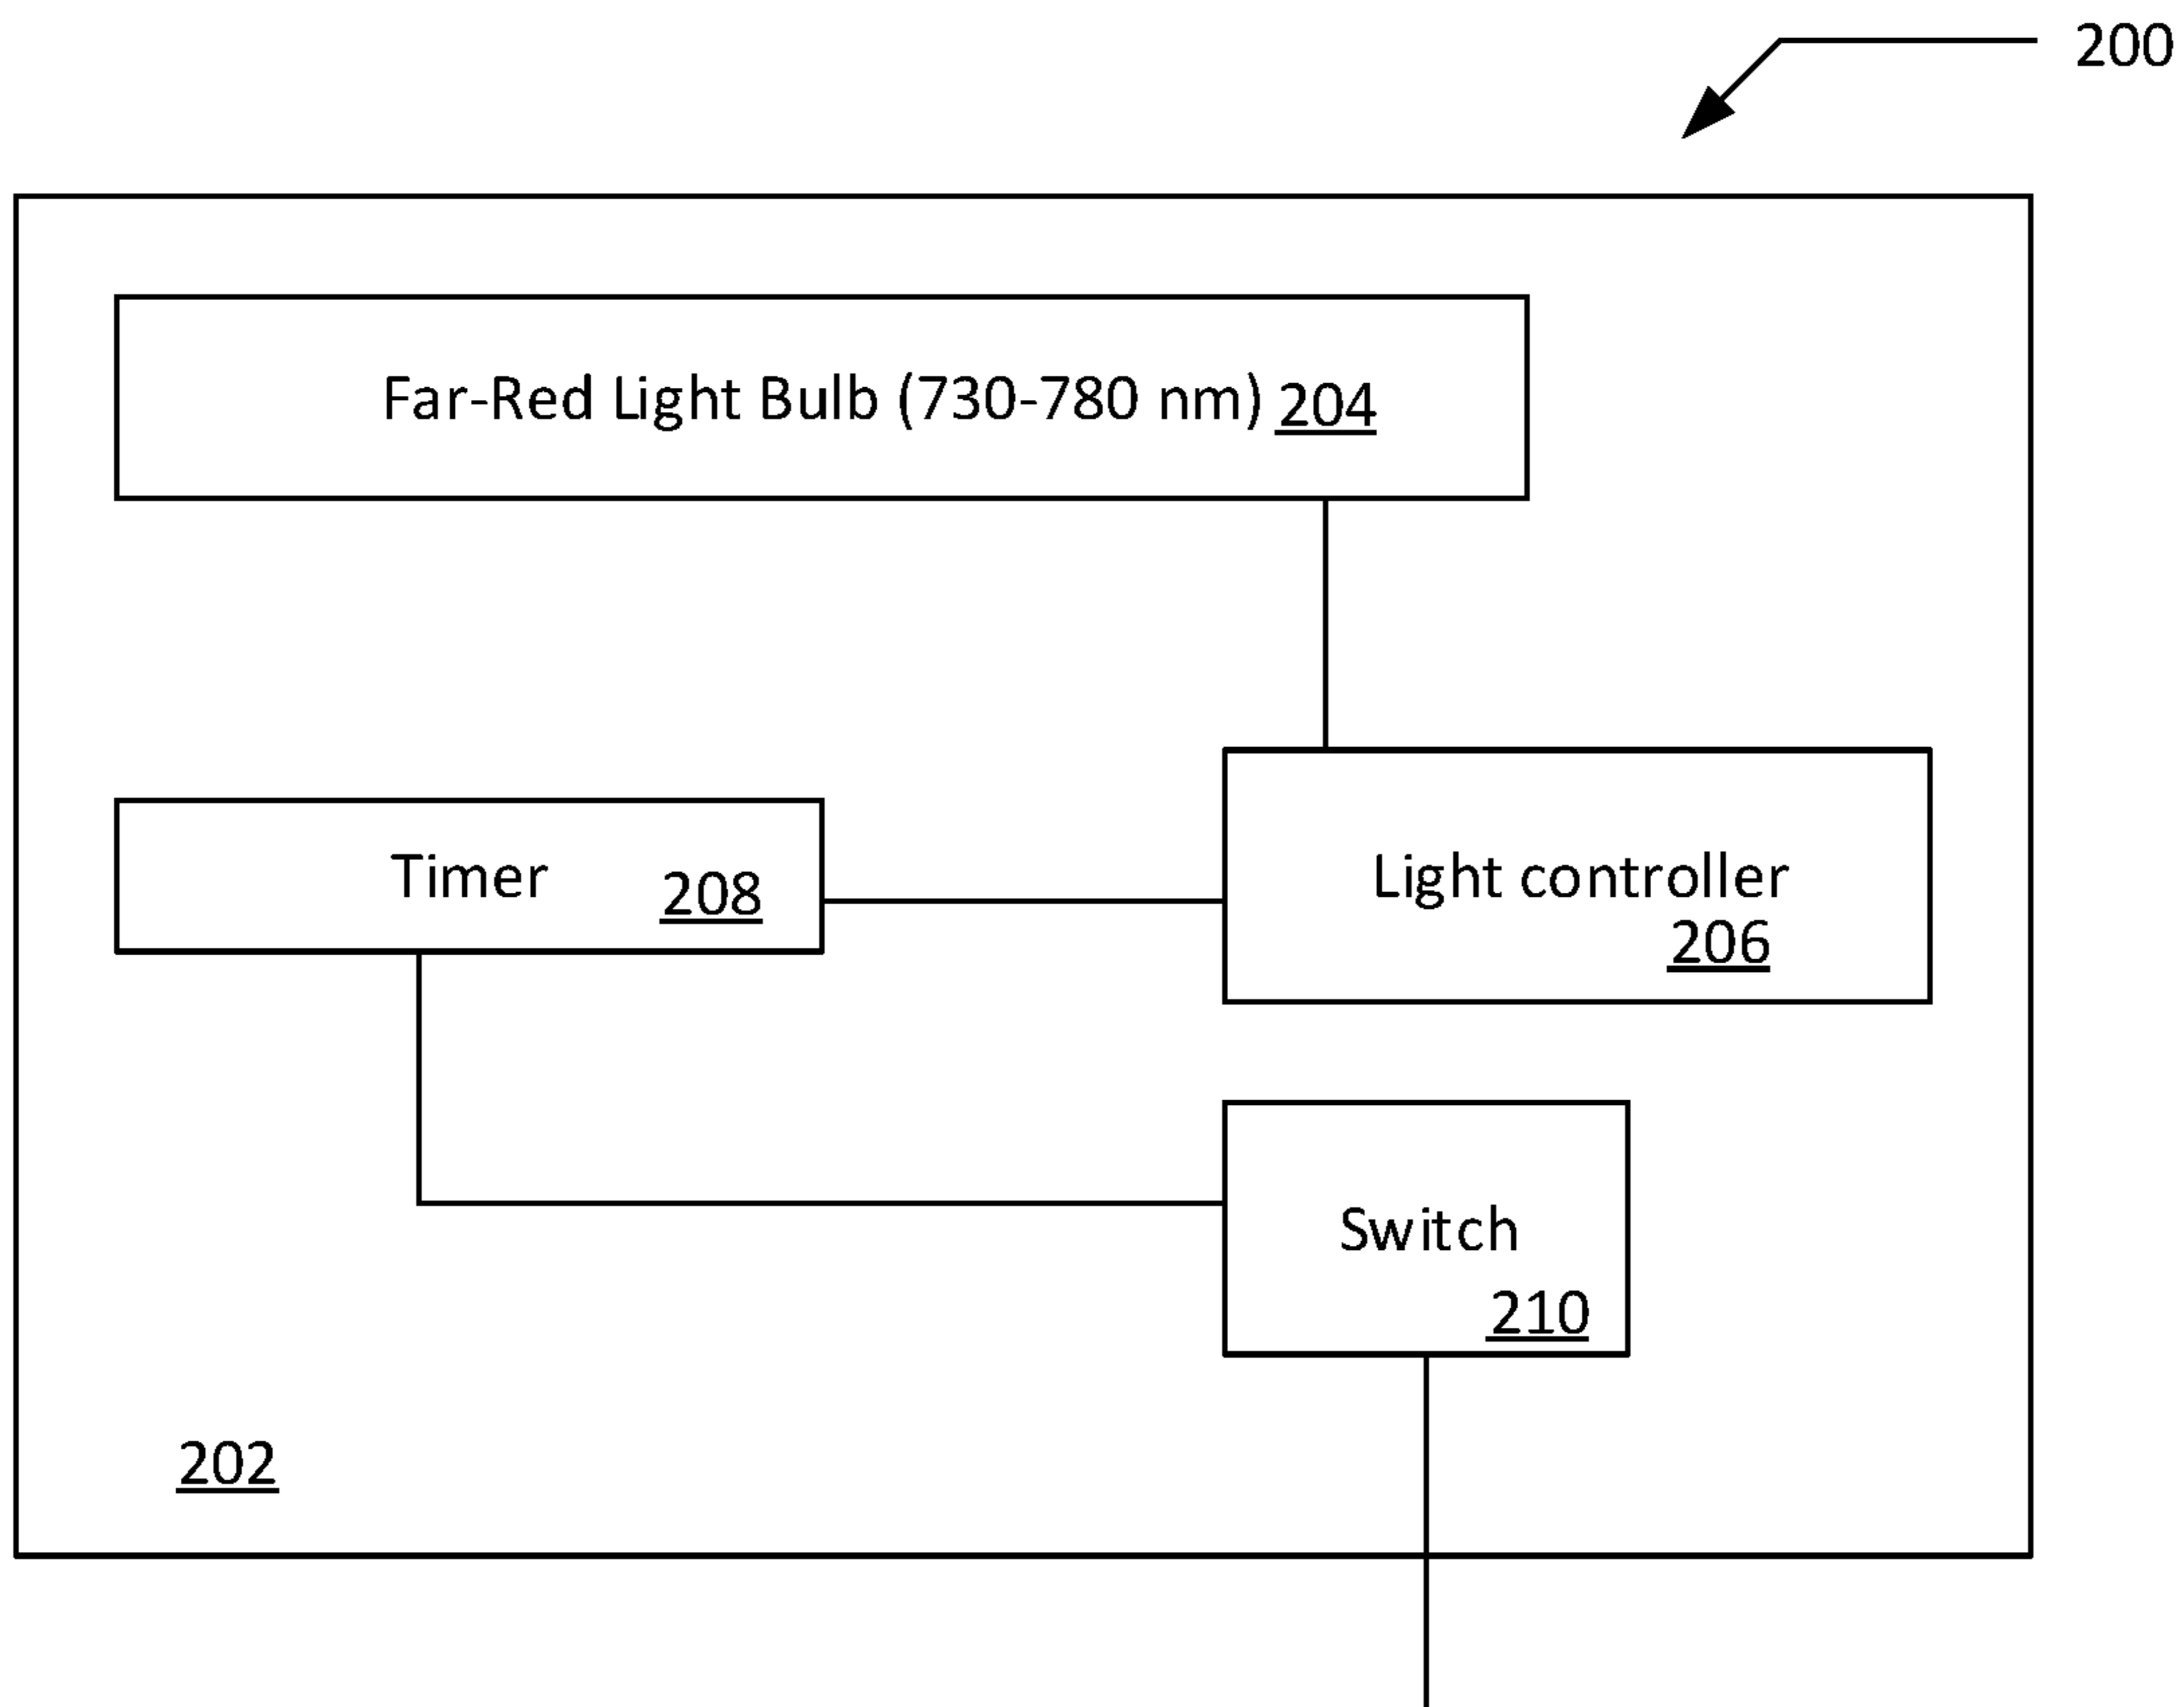 200
Far-Red Light Bulb (730-780 nm) 204
Timer 208
Light controller
206
Switch
210
202